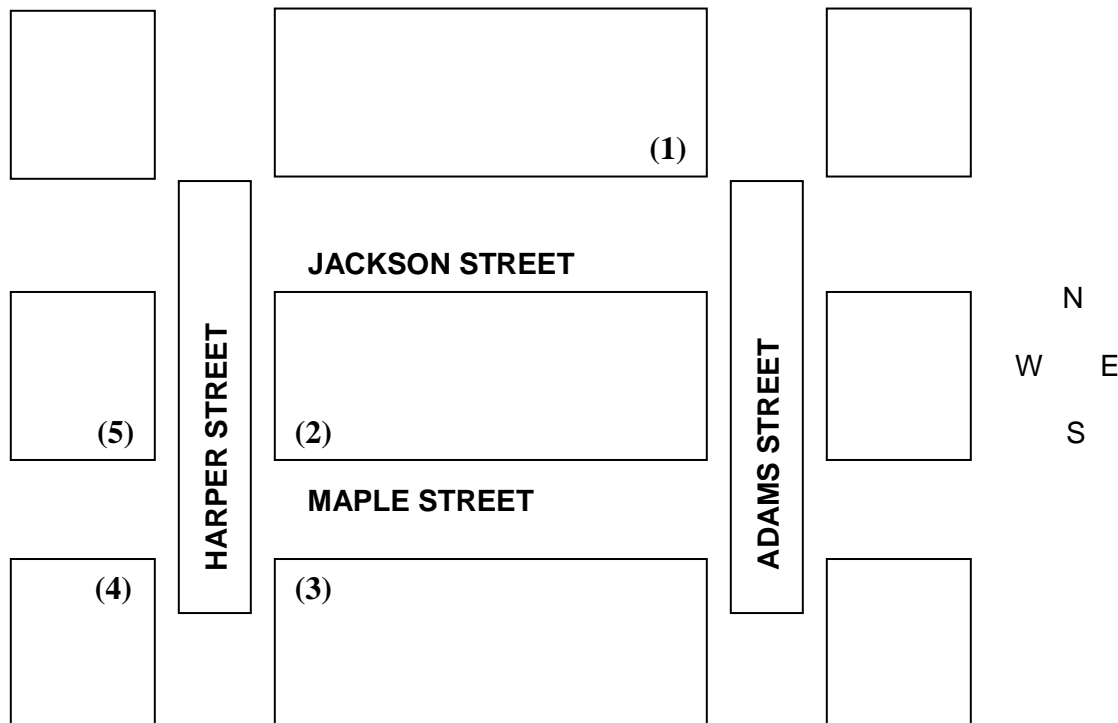 (1)
JACKSON STREET
N
W E
HARPER STREET
ADAMS STREET
(5)
(2)
S
MAPLE STREET
(4)
(3)